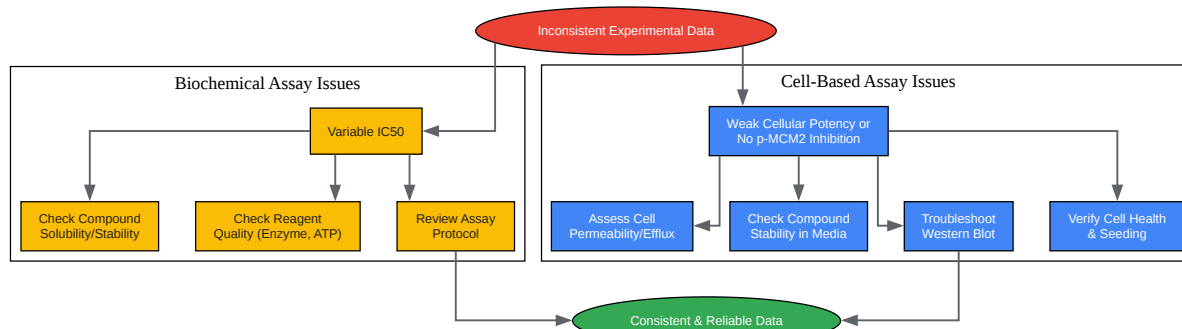 Inconsistent Experimental Data
Biochemical Assay Issues
Cell-Based Assay Issues
Variable IC50
Weak Cellular Potency or
No p-MCM2 Inhibition
Check Compound
Solubility/Stability
Check Reagent
Quality (Enzyme, ATP)
Review Assay
Protocol
Assess Cell
Permeability/Efflux
Check Compound
Stability in Media
Troubleshoot
Western Blot
Verify Cell Health
& Seeding
Consistent & Reliable Data